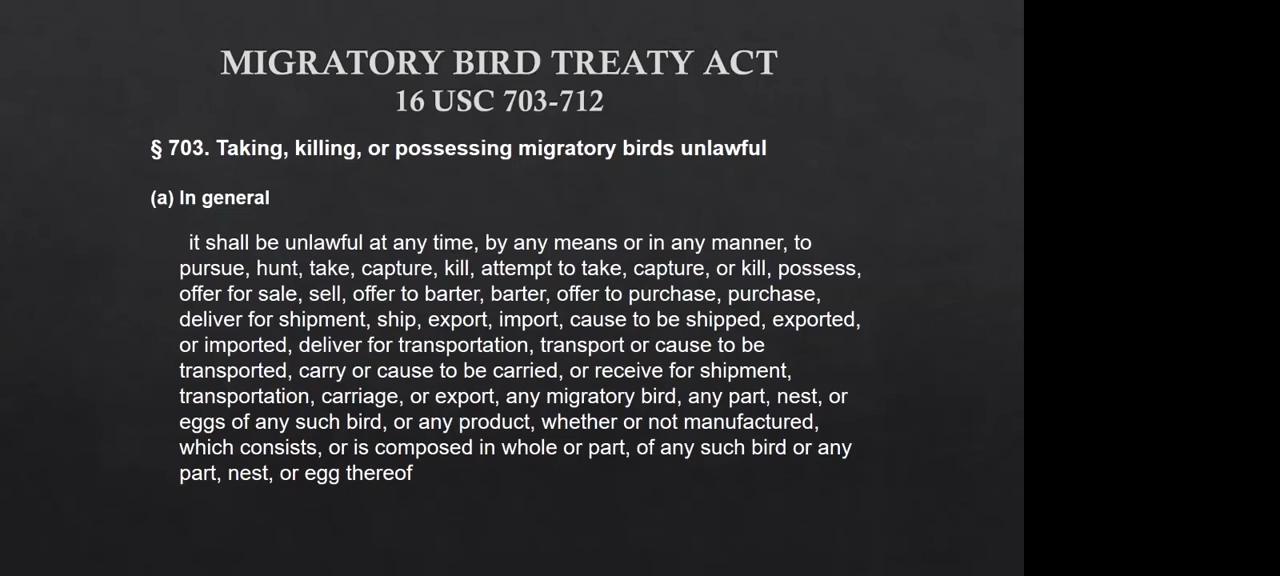 MIGRATORY BIRD TREATY ACT
16 USC 703-712
§ 703. Taking, killing, or possessing migratory birds unlawful
(a) In general
it shall be unlawful at any time, by any means or in any manner, to
pursue, hunt, take, capture, kill, attempt to take, capture, or kill, possess,
offer for sale, sell, offer to barter, barter, offer to purchase, purchase,
deliver for shipment, ship, export, import, cause to be shipped, exported,
or imported, deliver for transportation, transport or cause to be
transported, carry or cause to be carried, or receive for shipment,
transportation, carriage, or export, any migratory bird, any part, nest, or
eggs of any such bird, or any product, whether or not manufactured,
which consists, or is composed in whole or part, of any such bird or any
part, nest, or egg thereof